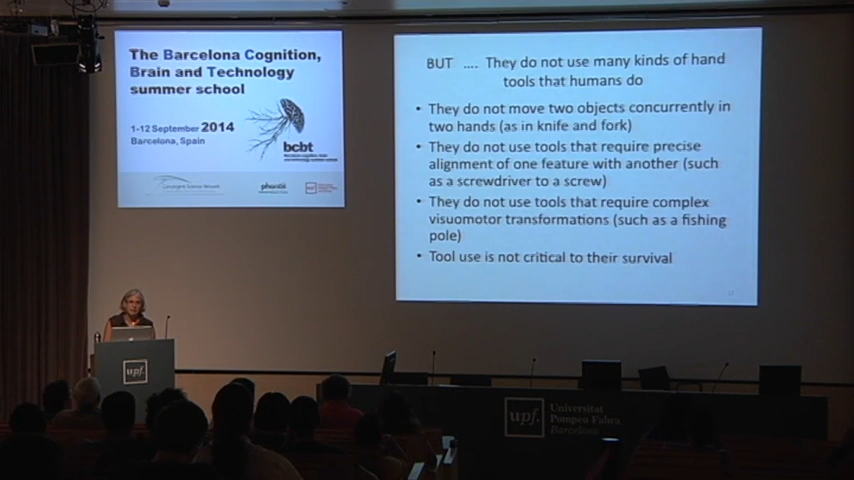 The Barcelona Cognition,
Brain and Technology
summer school
1-12 September 2014
Barcelona, Spain
bcbt
BUT .... They do not use many kinds of hand
tools that humans do
• They do not move two objects concurrently in
two hands (as in knife and fork)
• They do not use tools that require precise
alignment of one feature with another (such
as a screwdriver to a screw)
• They do not use tools that require complex
visuomotor transformations (such as a fishing
pole)
• Tool use is not critical to their survival
upf.
upf.
Universitat
Pompeu Fabra
Barcelona